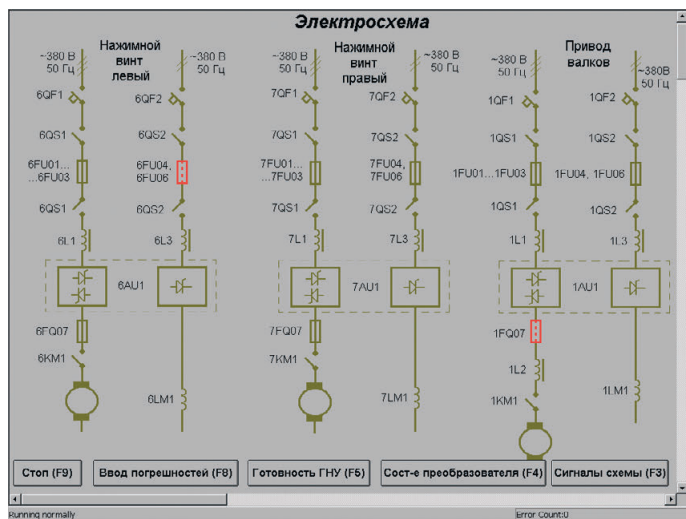 Электросхема
Нажимной
винт
левый
Нажимной
винт
правый
Привод
валков
~380 В
50 Гц
~380 В
50 Гц
~380 В
50 Гц
~380 В
50 Гц
~380 В
50 Гц
~380В
50 Гц
6QF1
6QF2
7QF1
7QF2
1QF1
1QF2
6QS1
6QS2
7QS1
7QS2
1QS1
1QS2
6FU01...
...6FU03
6FU04,
6FU06
7FU01...
...7FU03
7FU04,
7FU06
1FU01...1FU03
1FU04, 1FU06
6QS1
6QS2
7QS1
7QS2
1QS1
1QS2
6L1
6L3
7L1
7L3
1L1
1L3
6AU1
7AU1
1AU1
6FQ07
7FQ07
1FQ07
6KM1
7KM1
1L2
6LM1
7LM1
1KM1
1LM1
Стоп (F9)
Ввод погрешностей (F8)
Готовность ГНУ (F5)
Сост-е преобразователя (F4)
Сигналы схемы (F3)
Running normally
Error Count:0